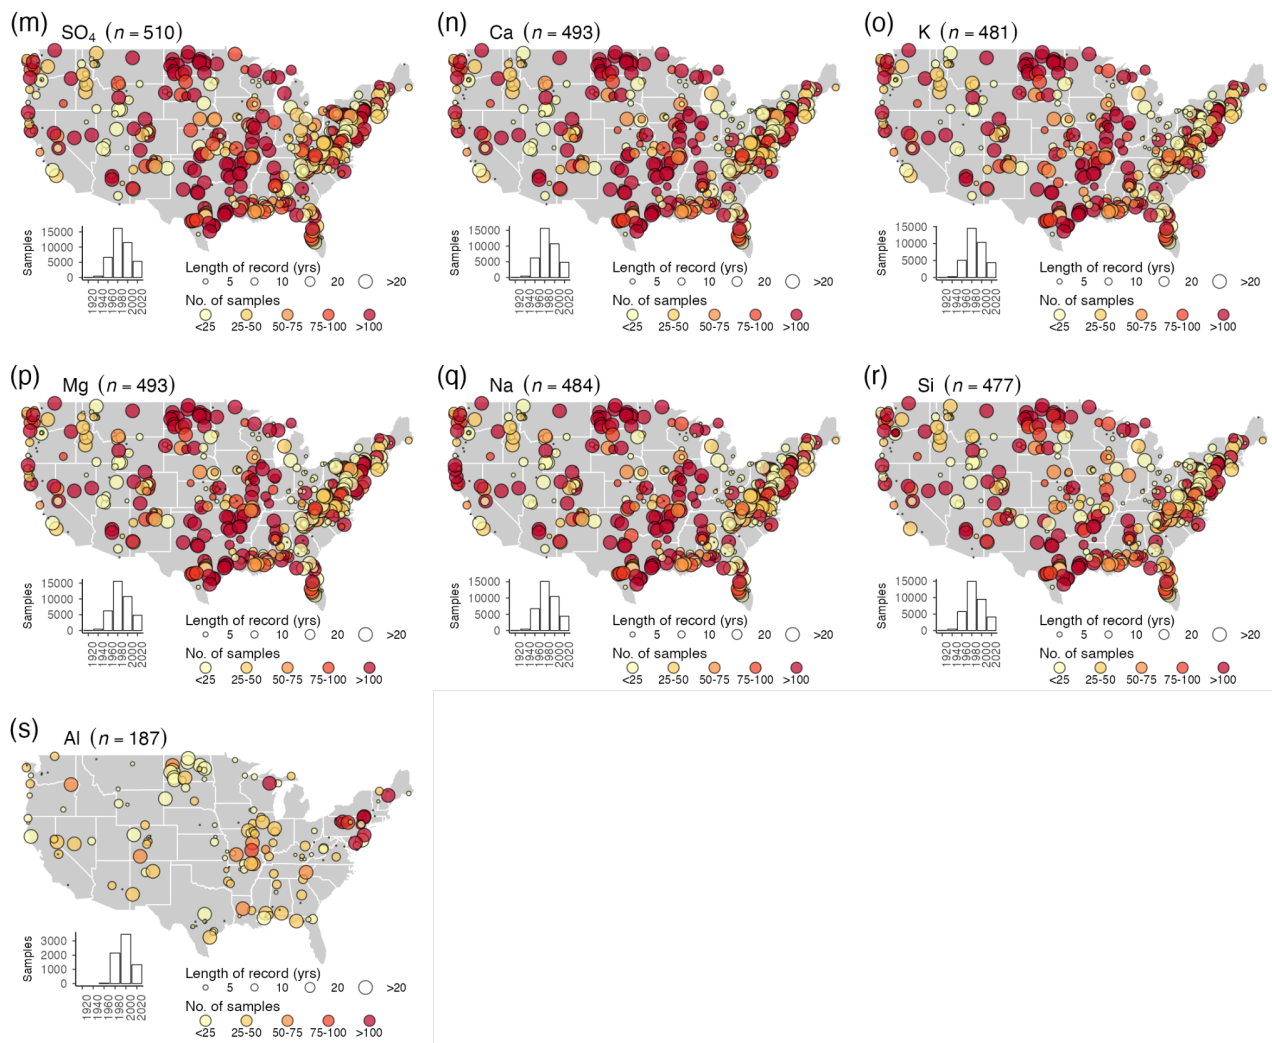 (m) SO₄ (n = 510)
15000
10000
5000
0
Samples
1920
1940
1960
1980
2000
2020
Length of record (yrs)
5 10 20 >20
No. of samples
<25 25-50 50-75 75-100 >100
(n) Ca (n = 493)
15000
10000
5000
0
Samples
1920
1940
1960
1980
2000
2020
Length of record (yrs)
5 10 20 >20
No. of samples
<25 25-50 50-75 75-100 >100
(o) K (n = 481)
15000
10000
5000
0
Samples
1920
1940
1960
1980
2000
2020
Length of record (yrs)
5 10 20 >20
No. of samples
<25 25-50 50-75 75-100 >100
(p) Mg (n = 493)
15000
10000
5000
0
Samples
1920
1940
1960
1980
2000
2020
Length of record (yrs)
5 10 20 >20
No. of samples
<25 25-50 50-75 75-100 >100
(q) Na (n = 484)
15000
10000
5000
0
Samples
1920
1940
1960
1980
2000
2020
Length of record (yrs)
5 10 20 >20
No. of samples
<25 25-50 50-75 75-100 >100
(r) Si (n = 477)
15000
10000
5000
0
Samples
1920
1940
1960
1980
2000
2020
Length of record (yrs)
5 10 20 >20
No. of samples
<25 25-50 50-75 75-100 >100
(s) Al (n = 187)
3000
2000
1000
0
Samples
1920
1940
1960
1980
2000
2020
Length of record (yrs)
5 10 20 >20
No. of samples
<25 25-50 50-75 75-100 >100